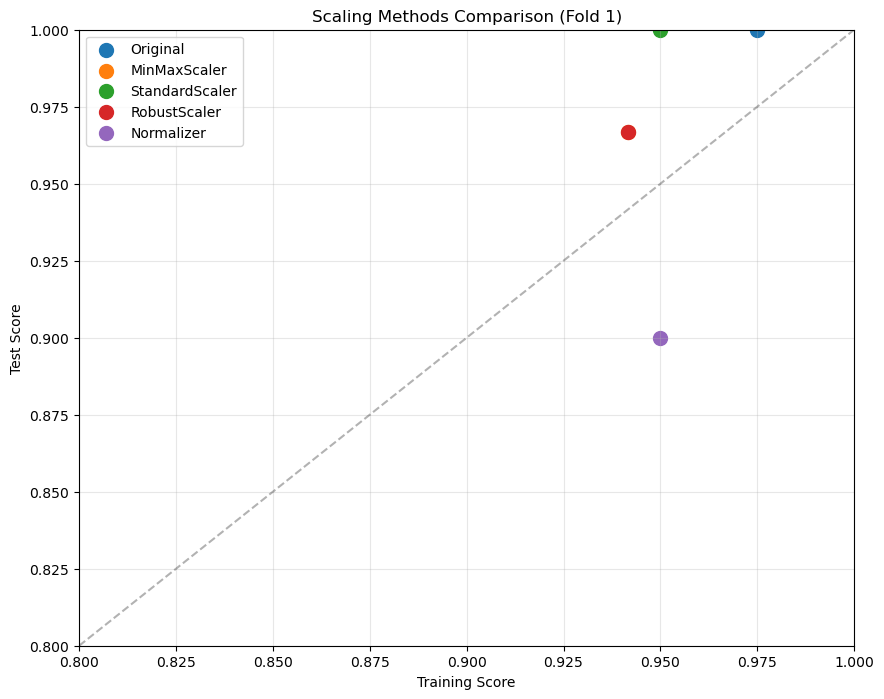 Scaling Methods Comparison (Fold 1)
Original
MinMaxScaler
StandardScaler
RobustScaler
Normalizer
Test Score
1.000
0.975
0.950
0.925
0.900
0.875
0.850
0.825
0.800
0.800 0.825 0.850 0.875 0.900 0.925 0.950 0.975 1.000
Training Score